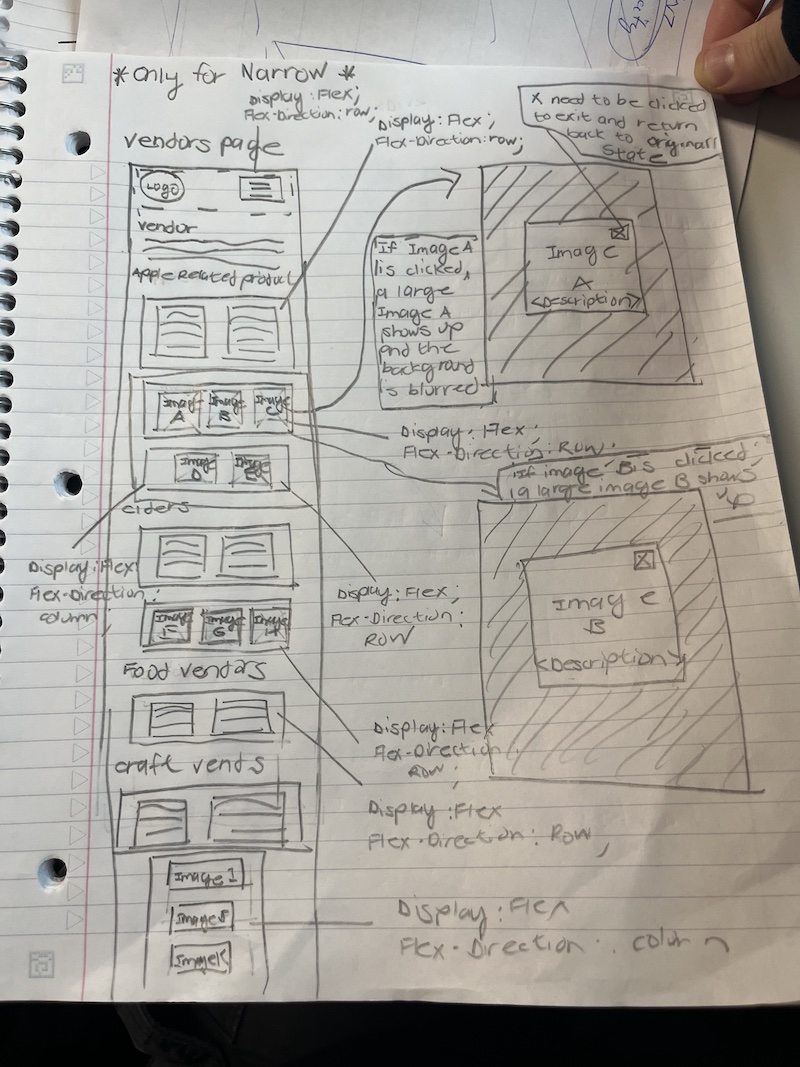 *Only for Narrow*
Display: Flex;
Flex-Direction: row;
Display: Flex;
Flex-Direction: row;
X need to be clicked
to exit and return
back to original
state
vendors page
Logo
vendor
Apple Related product
If Image A
is clicked,
a large
Image A
shows up
and the
background
is blurred
Image
A
<Description>
Image
A
Image
B
Image
C
Display: Flex;
Flex-Direction: Row;
If image B is clicked,
a large image B shows
up
Image
D
Image
E
ciders
Display: Flex;
Flex-Direction:
column
Display: Flex;
Flex-Direction:
ROW
Image
B
<Description>
Image
Image
G
Image
H
Food vendors
Display: Flex
Flex-Direction:
ROW;
craft vends
Display: Flex
Flex-Direction: Row;
Image I
Image
Image K
Display: Flex
Flex-Direction: column